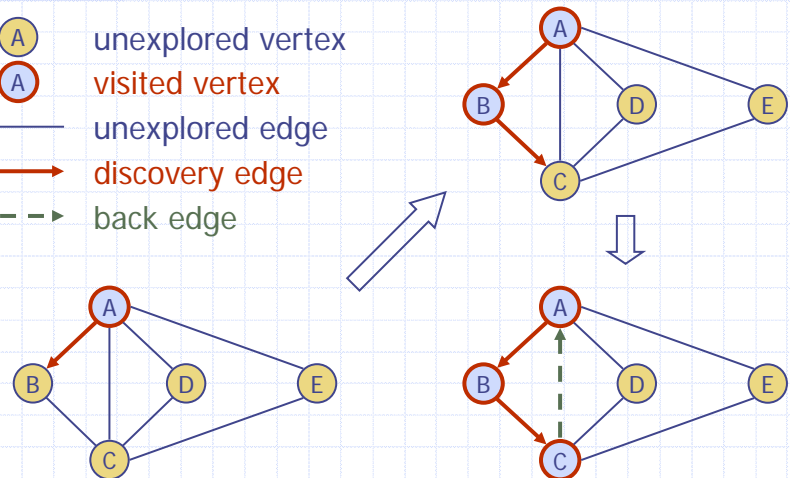 A unexplored vertex
A visited vertex
unexplored edge
discovery edge
back edge
A
B
D
E
C
A
B
D
E
C
A
B
D
E
C